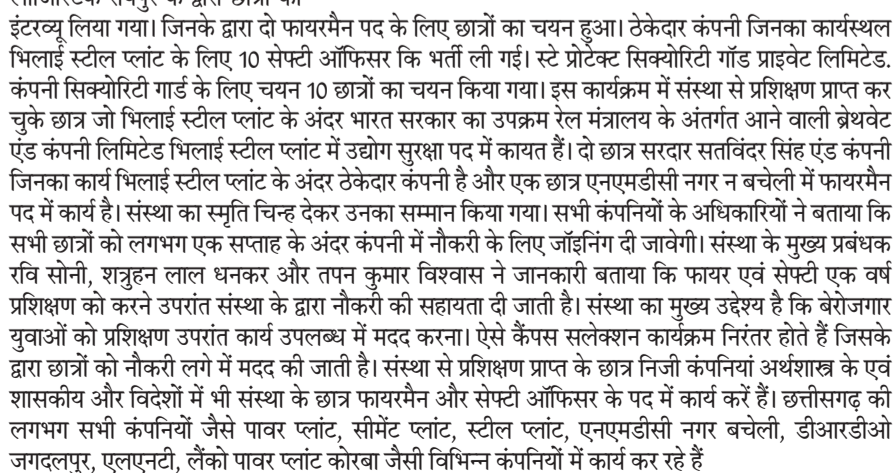 लॉजिस्टिक रायपुर के द्वारा छात्रों का
इंटरव्यू लिया गया। जिनके द्वारा दो फायरमैन पद के लिए छात्रों का चयन हुआ। ठेकेदार कंपनी जिनका कार्यस्थल
भिलाई स्टील प्लांट के लिए 10 सेफ्टी ऑफिसर कि भर्ती ली गई। स्टे प्रोटेक्ट सिक्योरिटी गॉड प्राइवेट लिमिटेड.
कंपनी सिक्योरिटी गार्ड के लिए चयन 10 छात्रों का चयन किया गया। इस कार्यक्रम में संस्था से प्रशिक्षण प्राप्त कर
चुके छात्र जो भिलाई स्टील प्लांट के अंदर भारत सरकार का उपक्रम रेल मंत्रालय के अंतर्गत आने वाली ब्रेथवेट
एंड कंपनी लिमिटेड भिलाई स्टील प्लांट में उद्योग सुरक्षा पद में कायत हैं। दो छात्र सरदार सतविंदर सिंह एंड कंपनी
जिनका कार्य भिलाई स्टील प्लांट के अंदर ठेकेदार कंपनी है और एक छात्र एनएमडीसी नगर न बचेली में फायरमैन
पद में कार्य है। संस्था का स्मृति चिन्ह देकर उनका सम्मान किया गया। सभी कंपनियों के अधिकारियों ने बताया कि
सभी छात्रों को लगभग एक सप्ताह के अंदर कंपनी में नौकरी के लिए जॉइनिंग दी जावेगी। संस्था के मुख्य प्रबंधक
रवि सोनी, शत्रुहन लाल धनकर और तपन कुमार विश्वास ने जानकारी बताया कि फायर एवं सेफ्टी एक वर्ष
प्रशिक्षण को करने उपरांत संस्था के द्वारा नौकरी की सहायता दी जाती है। संस्था का मुख्य उद्देश्य है कि बेरोजगार
युवाओं को प्रशिक्षण उपरांत कार्य उपलब्ध में मदद करना। ऐसे कैंपस सलेक्शन कार्यक्रम निरंतर होते हैं जिसके
द्वारा छात्रों को नौकरी लगे में मदद की जाती है। संस्था से प्रशिक्षण प्राप्त के छात्र निजी कंपनियां अर्थशास्त्र के एवं
शासकीय और विदेशों में भी संस्था के छात्र फायरमैन और सेफ्टी ऑफिसर के पद में कार्य करें हैं। छत्तीसगढ़ की
लगभग सभी कंपनियों जैसे पावर प्लांट, सीमेंट प्लांट, स्टील प्लांट, एनएमडीसी नगर बचेली, डीआरडीओ
जगदलपुर, एलएनटी, लैंको पावर प्लांट कोरबा जैसी विभिन्न कंपनियों में कार्य कर रहे हैं